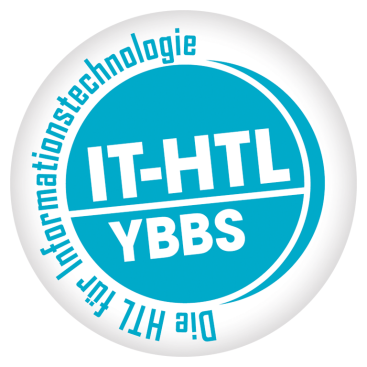 Die HTL für Informationstechnologie
IT-HTL
YBBS